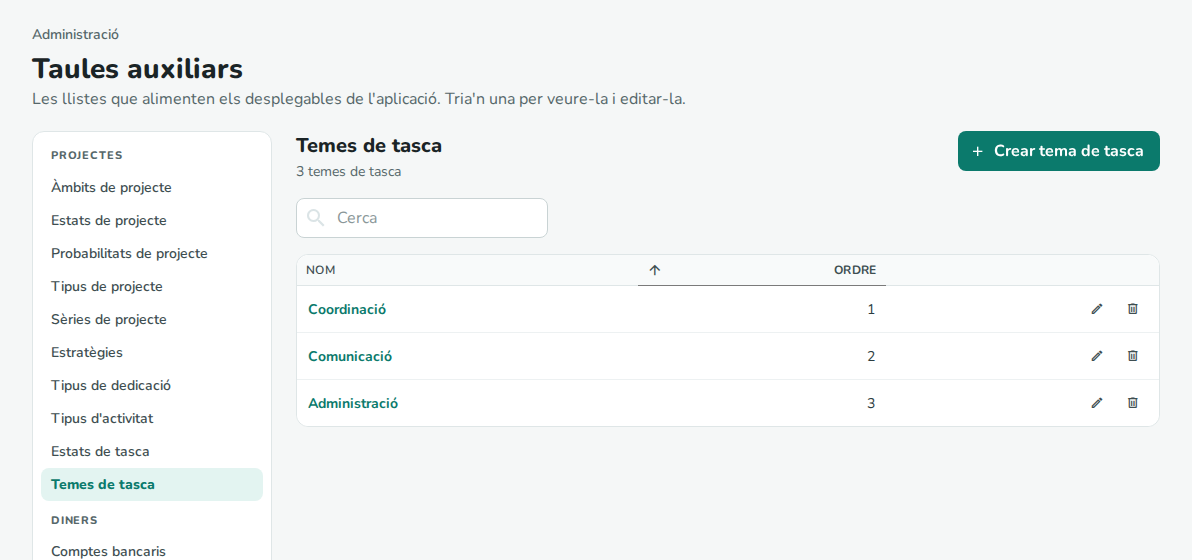 Administració
Taules auxiliars
Les llistes que alimenten els desplegables de l'aplicació. Tria'n una per veure-la i editar-la.
PROJECTES
Àmbits de projecte
Estats de projecte
Probabilitats de projecte
Tipus de projecte
Sèries de projecte
Estratègies
Tipus de dedicació
Tipus d'activitat
Estats de tasca
Temes de tasca
DINERS
Comptes bancaris
Temes de tasca
3 temes de tasca
+ Crear tema de tasca
Cerca
NOM ↑ ORDRE
Coordinació 1
Comunicació 2
Administració 3